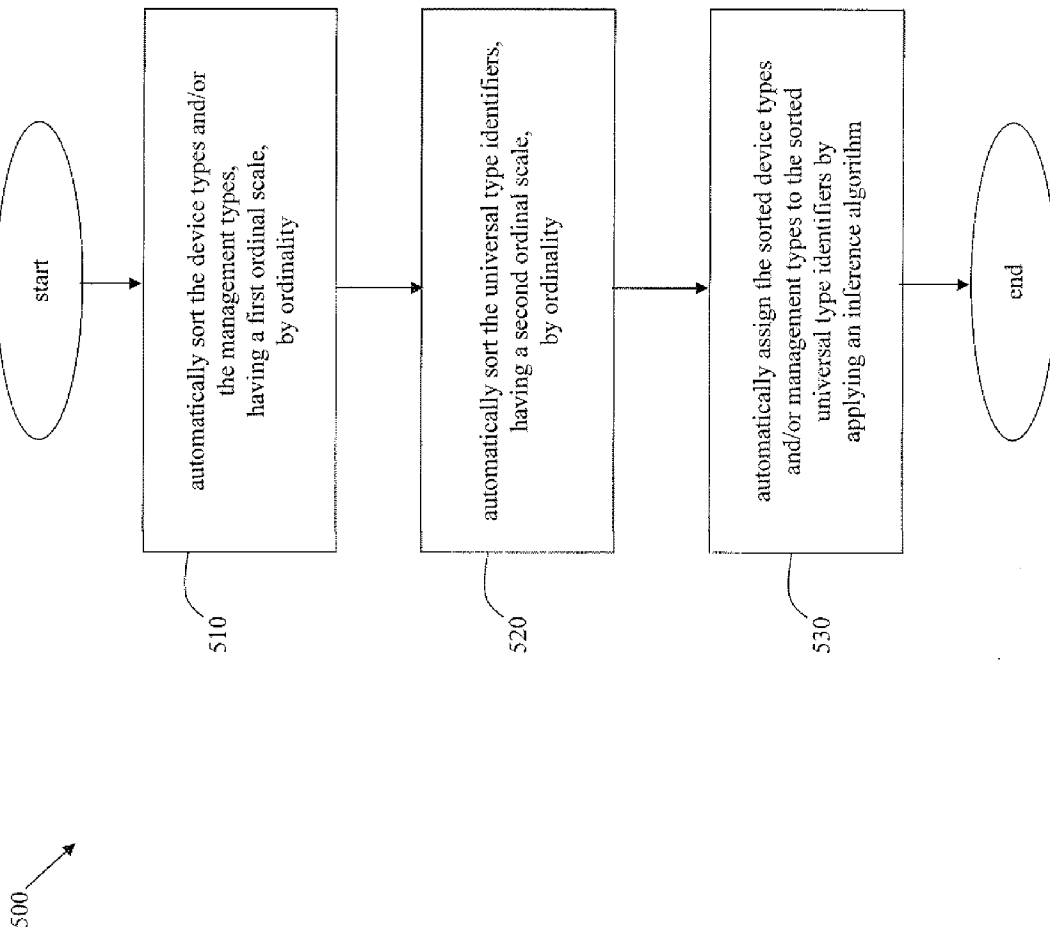 500
start
510
automatically sort the device types and/or
the management types,
having a first ordinal scale,
by ordinality
520
automatically sort the universal type identifiers,
having a second ordinal scale,
by ordinality
530
automatically assign the sorted device types
and/or management types to the sorted
universal type identifiers by
applying an inference algorithm
end